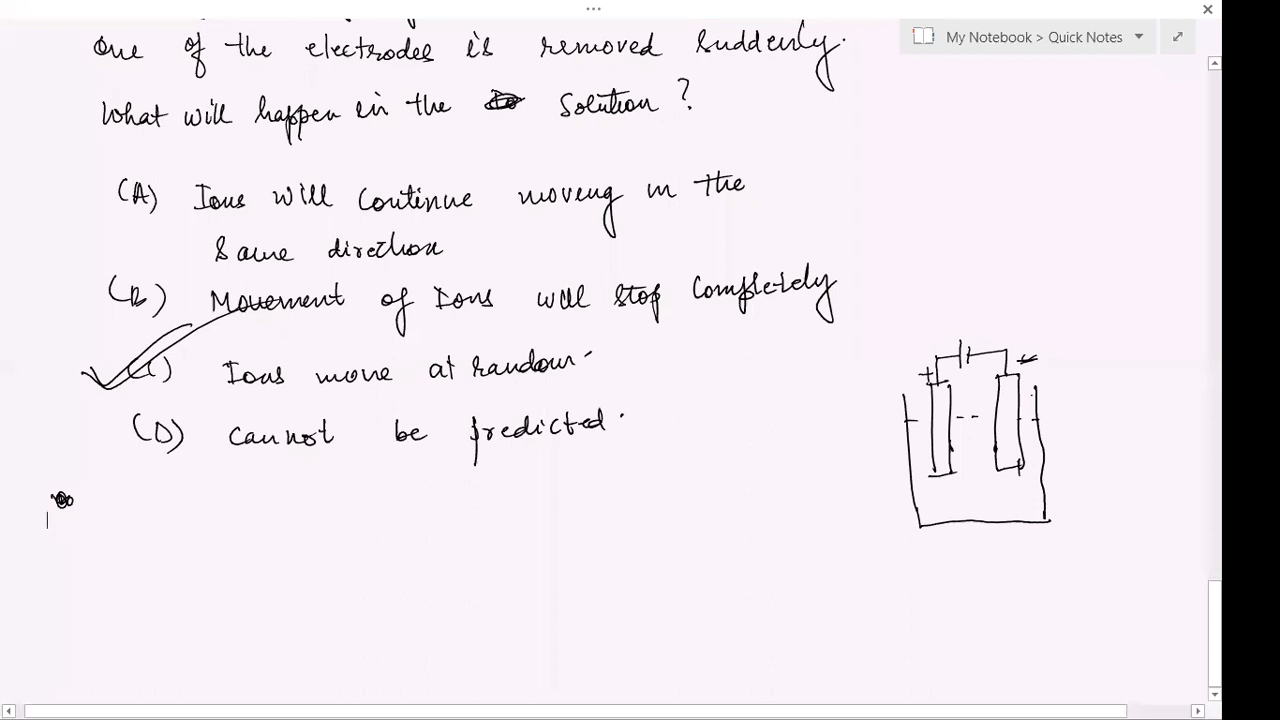 My Notebook > Quick Notes
One of the electrodes is removed suddenly.
What will happen in the solution?
(A) Ions will continue moveng in the
same direction
(B) Movement of Ions will stop completely
(C) Ions move at random.
(D) cannot be predicted.
+